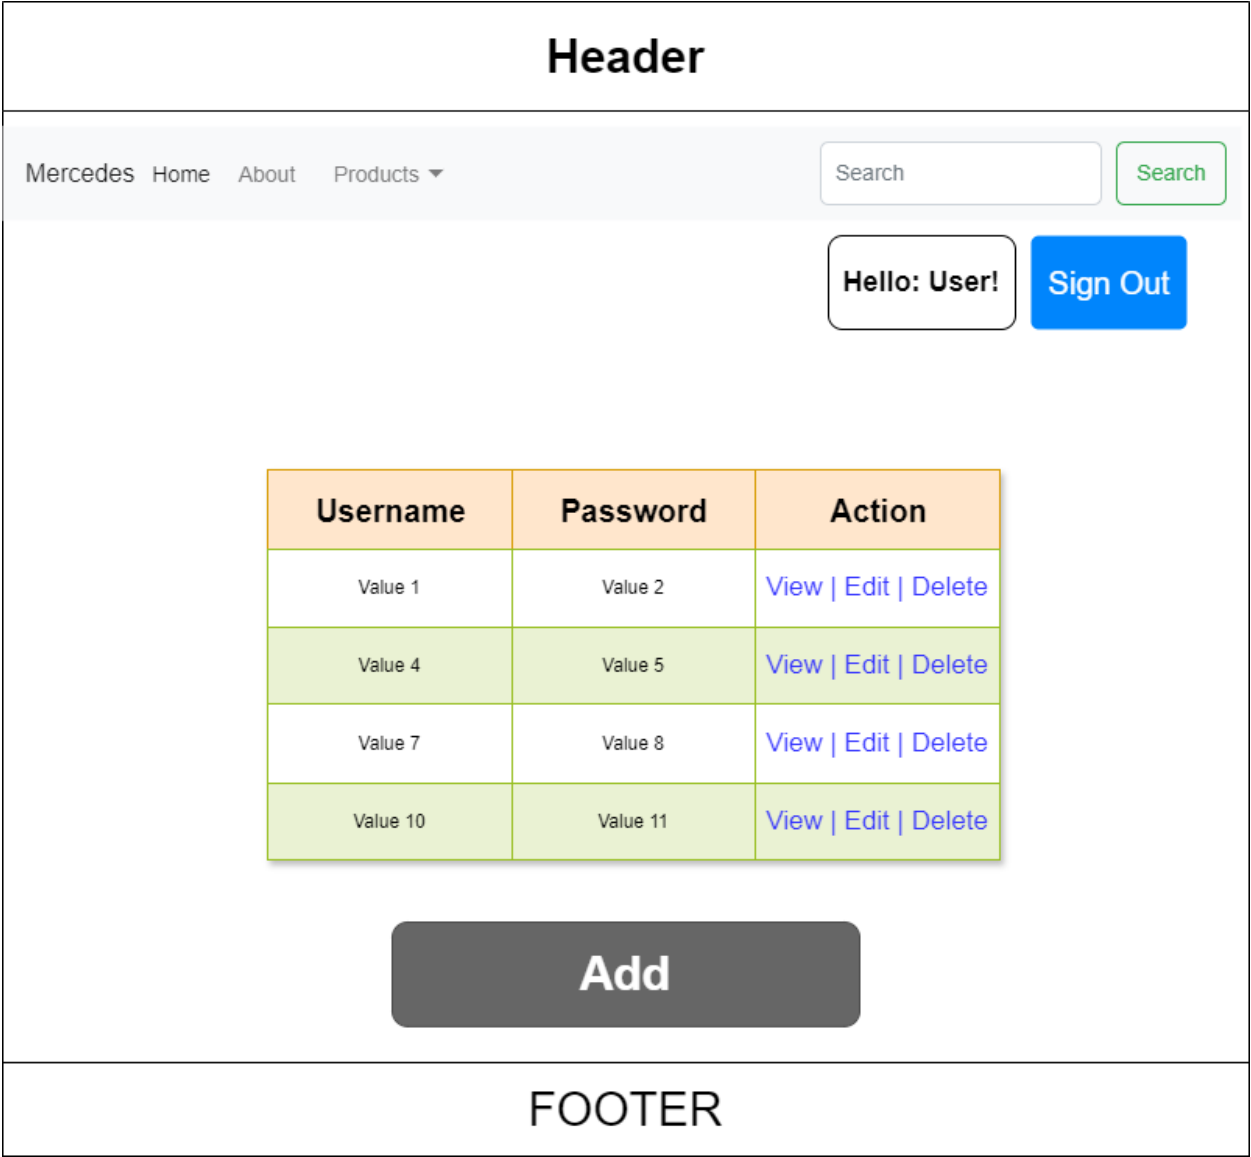 Header
Mercedes Home About Products Search Search
Hello: User! Sign Out
Username Password Action
Value 1 Value 2 View | Edit | Delete
Value 4 Value 5 View | Edit | Delete
Value 7 Value 8 View | Edit | Delete
Value 10 Value 11 View | Edit | Delete
Add
FOOTER